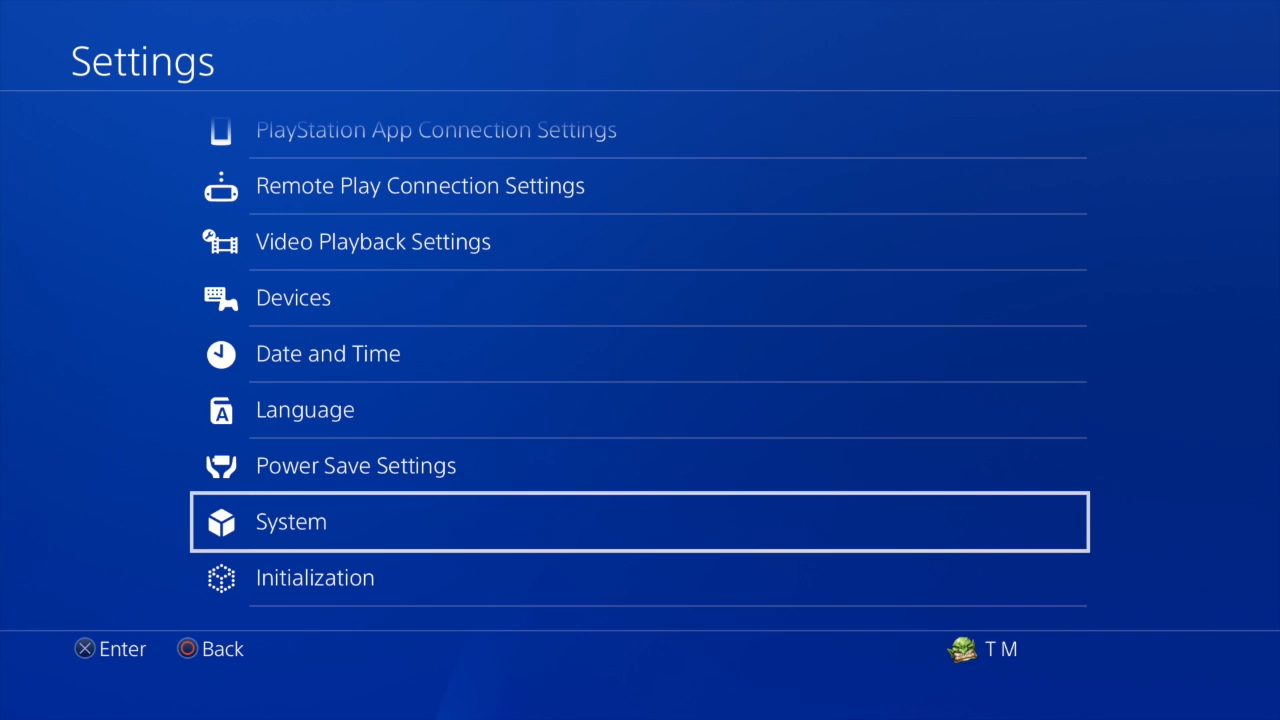 Settings
PlayStation App Connection Settings
Remote Play Connection Settings
Video Playback Settings
Devices
Date and Time
Language
Power Save Settings
System
Initialization
Enter Back T M